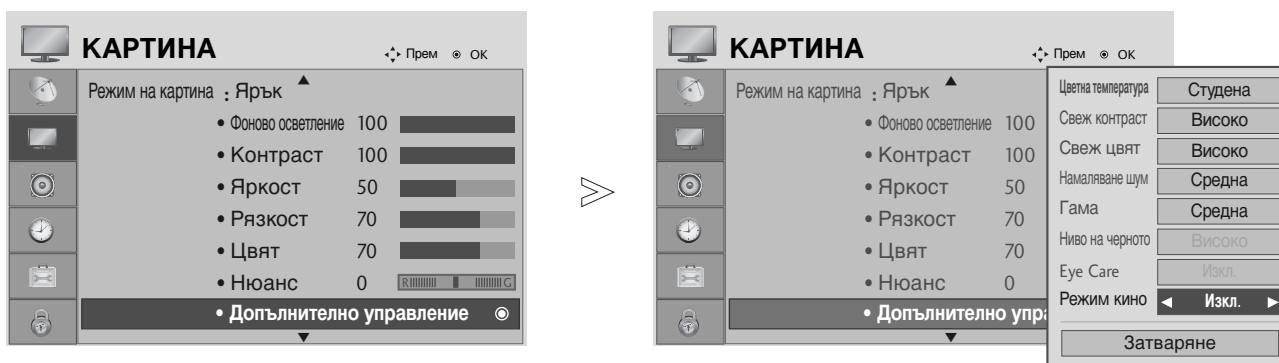 КАРТИНА
Прем OK
Режим на картина : Ярък
• Фоново осветление 100
• Контраст 100
• Яркост 50
• Рязкост 70
• Цвят 70
• Нюанс 0 R G
• Допълнително управление
КАРТИНА
Прем OK
Режим на картина : Ярък
• Фоново осветление 100
• Контраст 100
• Яркост 50
• Рязкост 70
• Цвят 70
• Нюанс 0
• Допълнително упра
Цветна температура Студена
Свеж контраст Високо
Свеж цвят Високо
Намаляване шум Средна
Гама Средна
Ниво на черното Високо
Eye Care Изкл.
Режим кино Изкл.
Затваряне